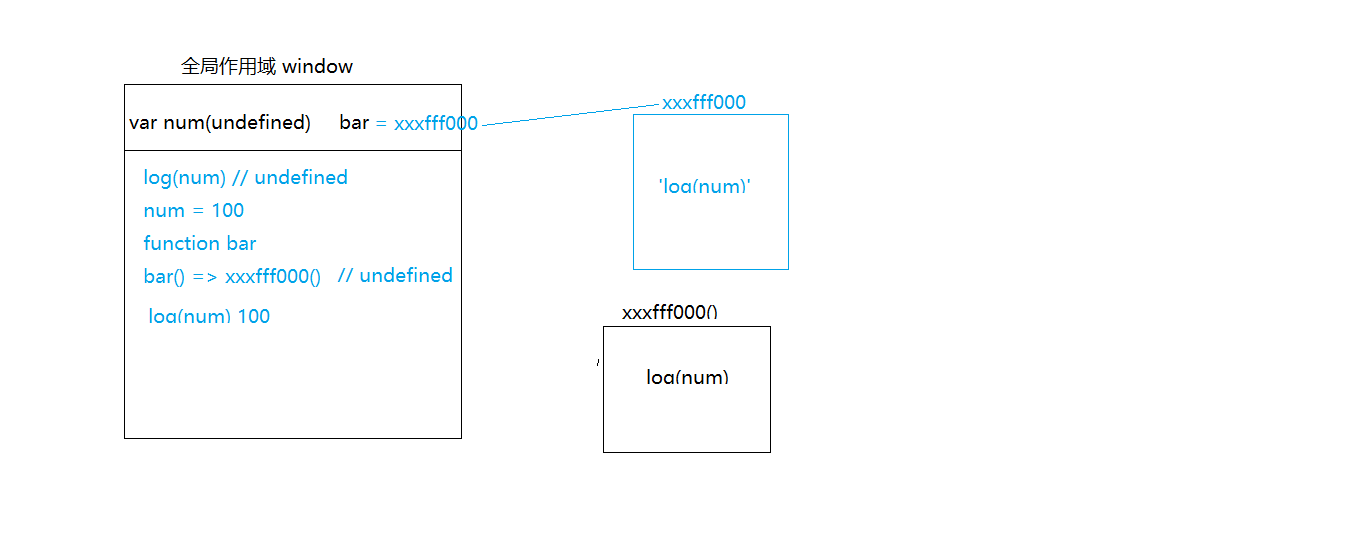 全局作用域 window
var num(undefined) bar = xxxfff000
log(num) // undefined
num = 100
function bar
bar() => xxxfff000() // undefined
log(num) 100
xxxfff000
'log(num)'
xxxfff000()
log(num)